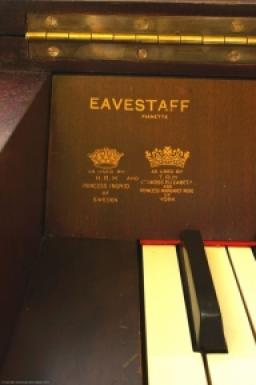 EAVESTAFF
PIANETTE
AS USED BY
H.R.H.
PRINCESS INGRID
OF
SWEDEN
AND
AS USED BY
PRINCESS ELIZABETH
AND
PRINCESS MARGARET ROSE
OF
YORK